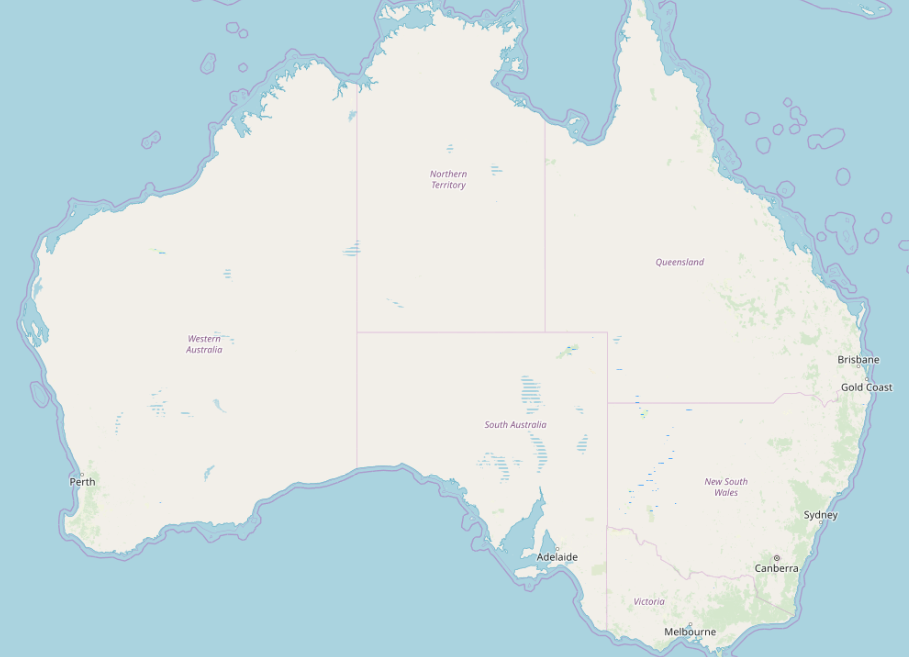 Northern
Territory
Queensland
Western
Australia
Brisbane
Gold Coast
South Australia
Perth
New South
Wales
Sydney
Adelaide
Canberra
Victoria
Melbourne